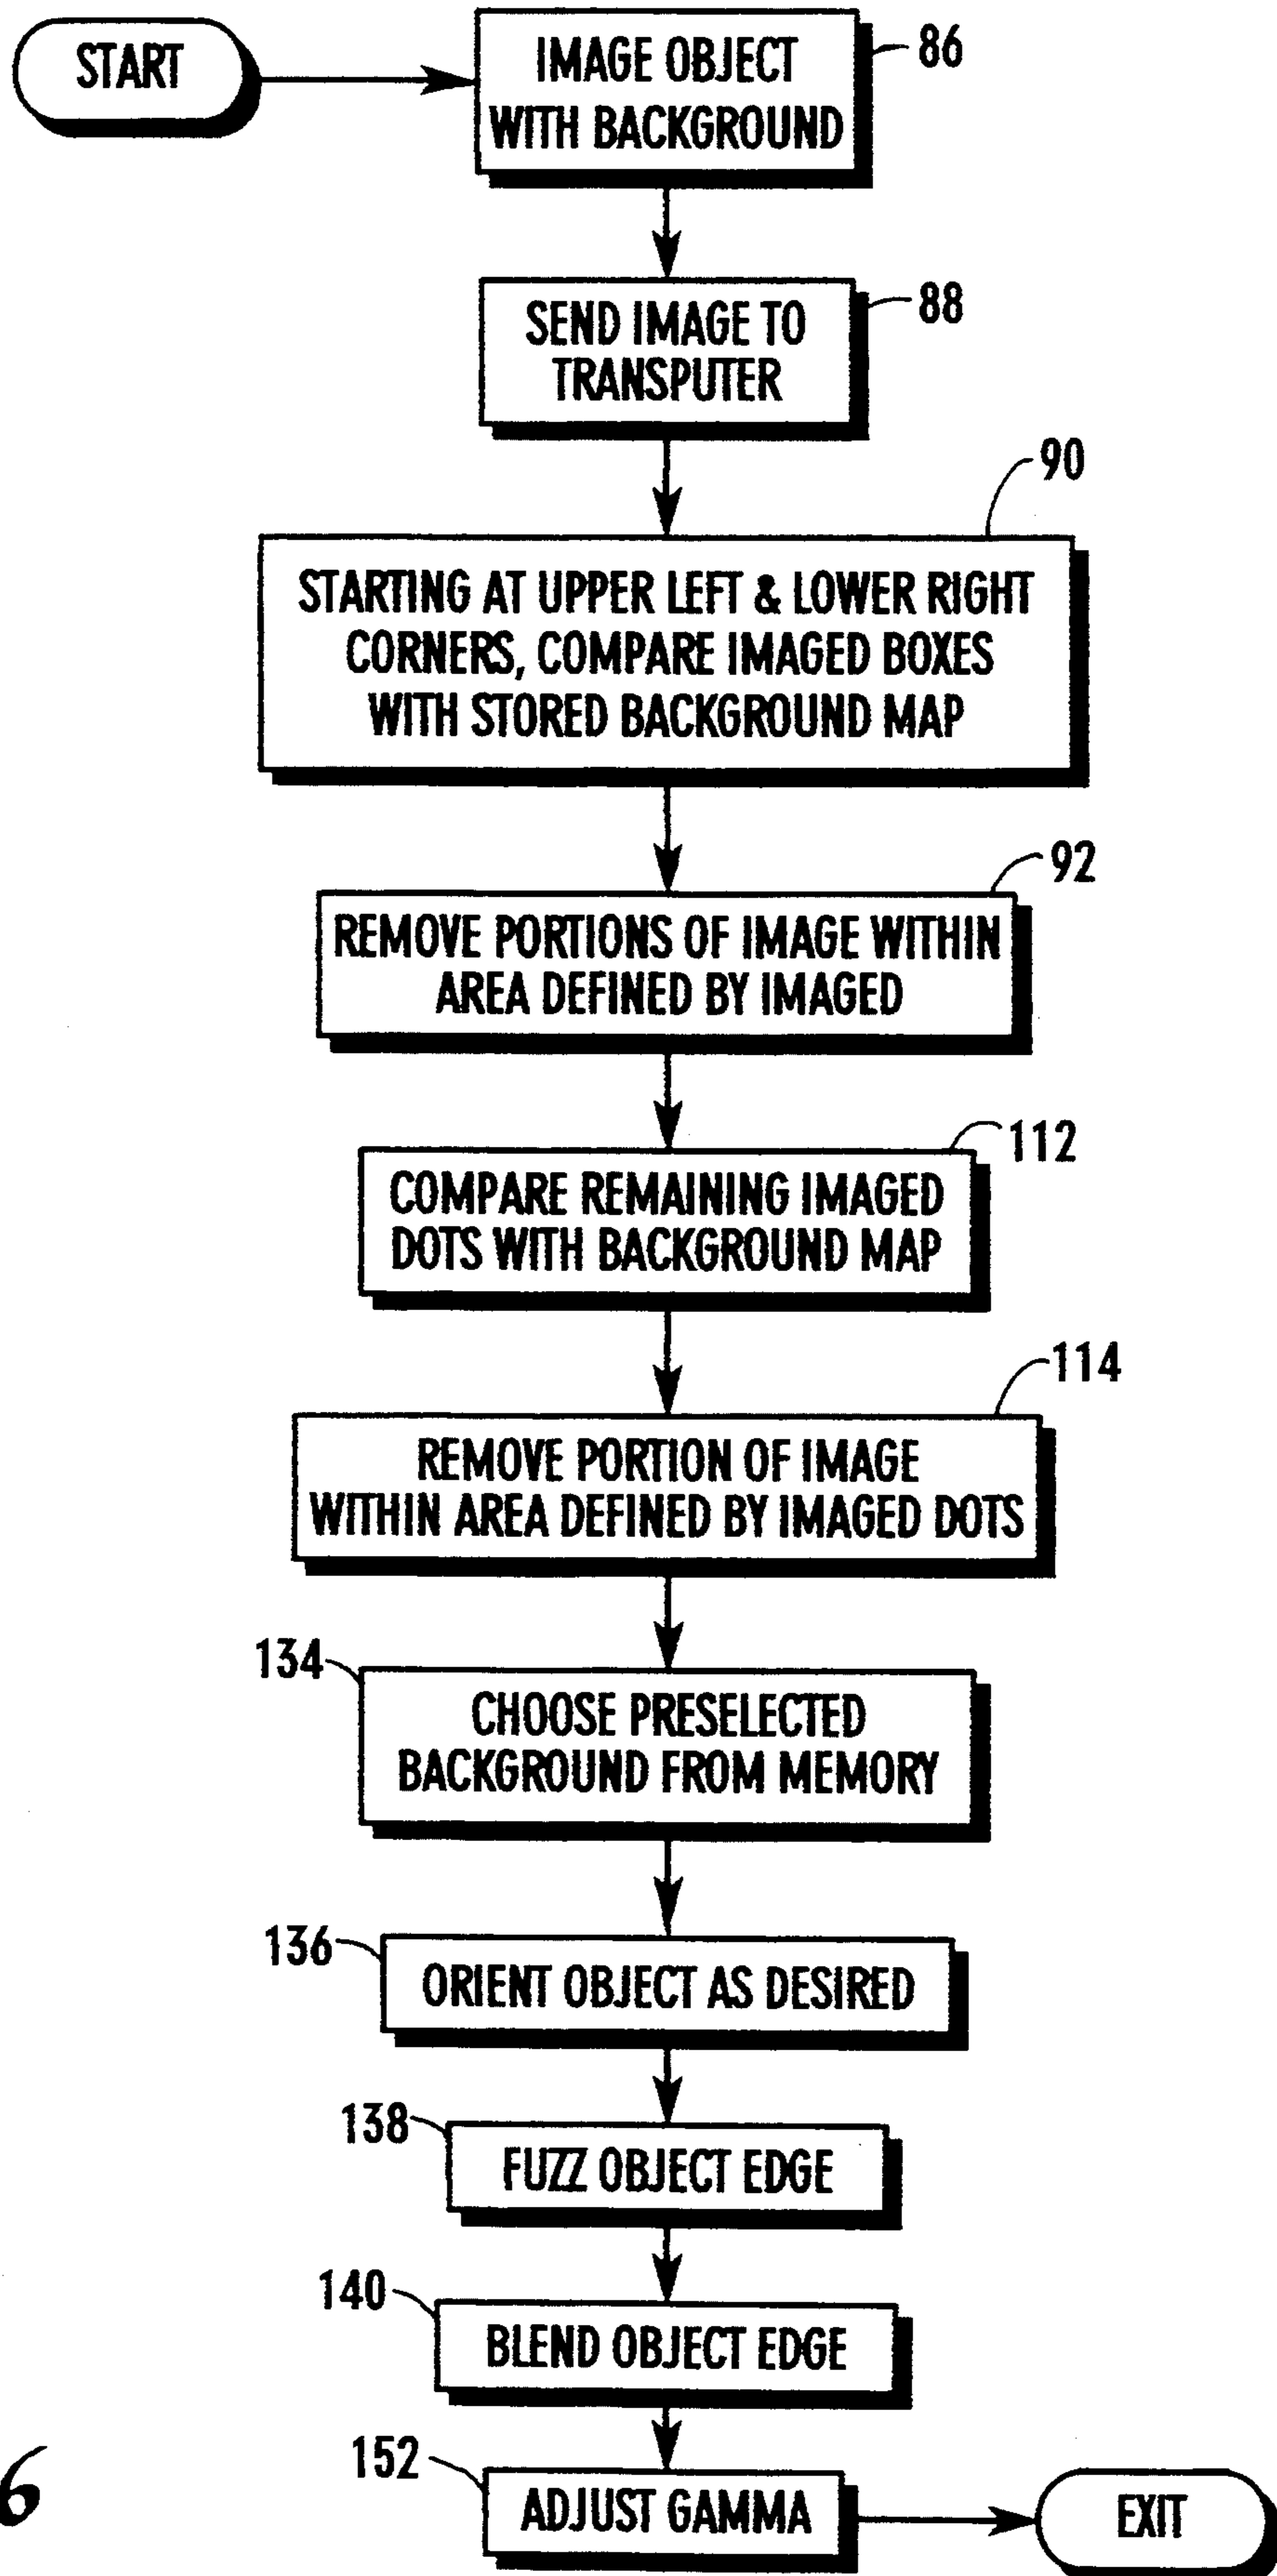 START
IMAGE OBJECT
WITH BACKGROUND
86
SEND IMAGE TO
TRANSPUTER
88
90
STARTING AT UPPER LEFT & LOWER RIGHT
CORNERS, COMPARE IMAGED BOXES
WITH STORED BACKGROUND MAP
92
REMOVE PORTIONS OF IMAGE WITHIN
AREA DEFINED BY IMAGED
112
COMPARE REMAINING IMAGED
DOTS WITH BACKGROUND MAP
114
REMOVE PORTION OF IMAGE
WITHIN AREA DEFINED BY IMAGED DOTS
134
CHOOSE PRESELECTED
BACKGROUND FROM MEMORY
136
ORIENT OBJECT AS DESIRED
138
FUZZ OBJECT EDGE
140
BLEND OBJECT EDGE
152
ADJUST GAMMA
EXIT
6